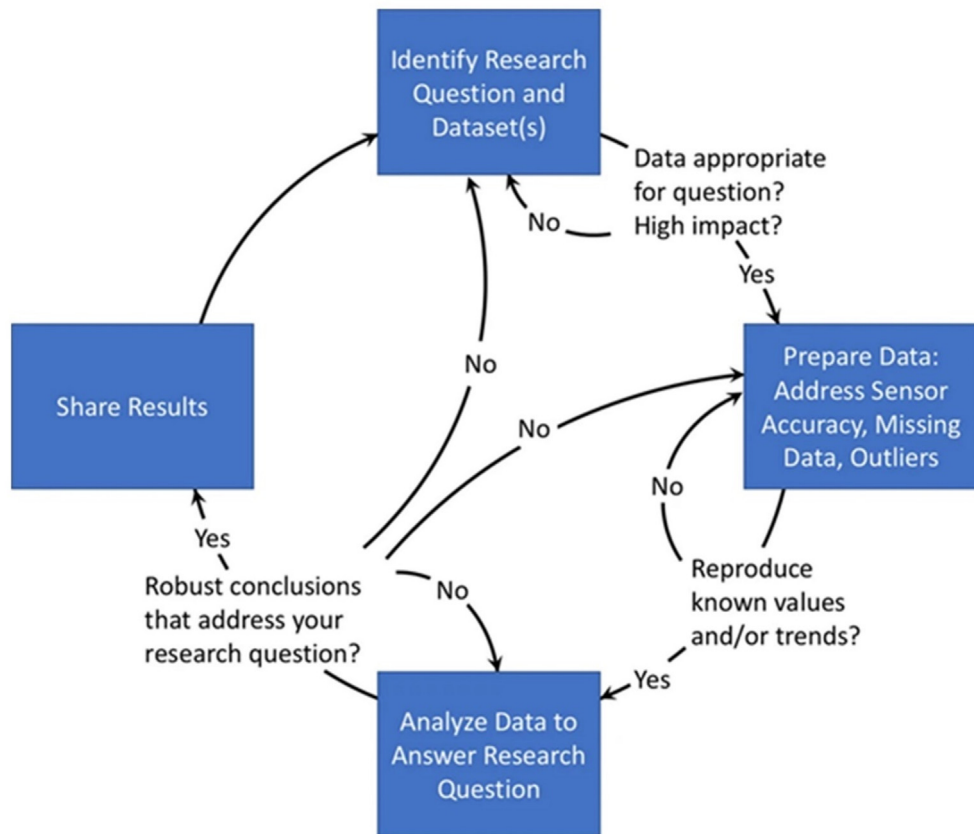 Identify Research
Question and
Dataset(s)
Data appropriate
for question?
High impact?
No
Yes
Prepare Data:
Address Sensor
Accuracy, Missing
Data, Outliers
No
Reproduce
known values
and/or trends?
Yes
Analyze Data to
Answer Research
Question
Robust conclusions
that address your
research question?
No
No
No
Yes
Share Results